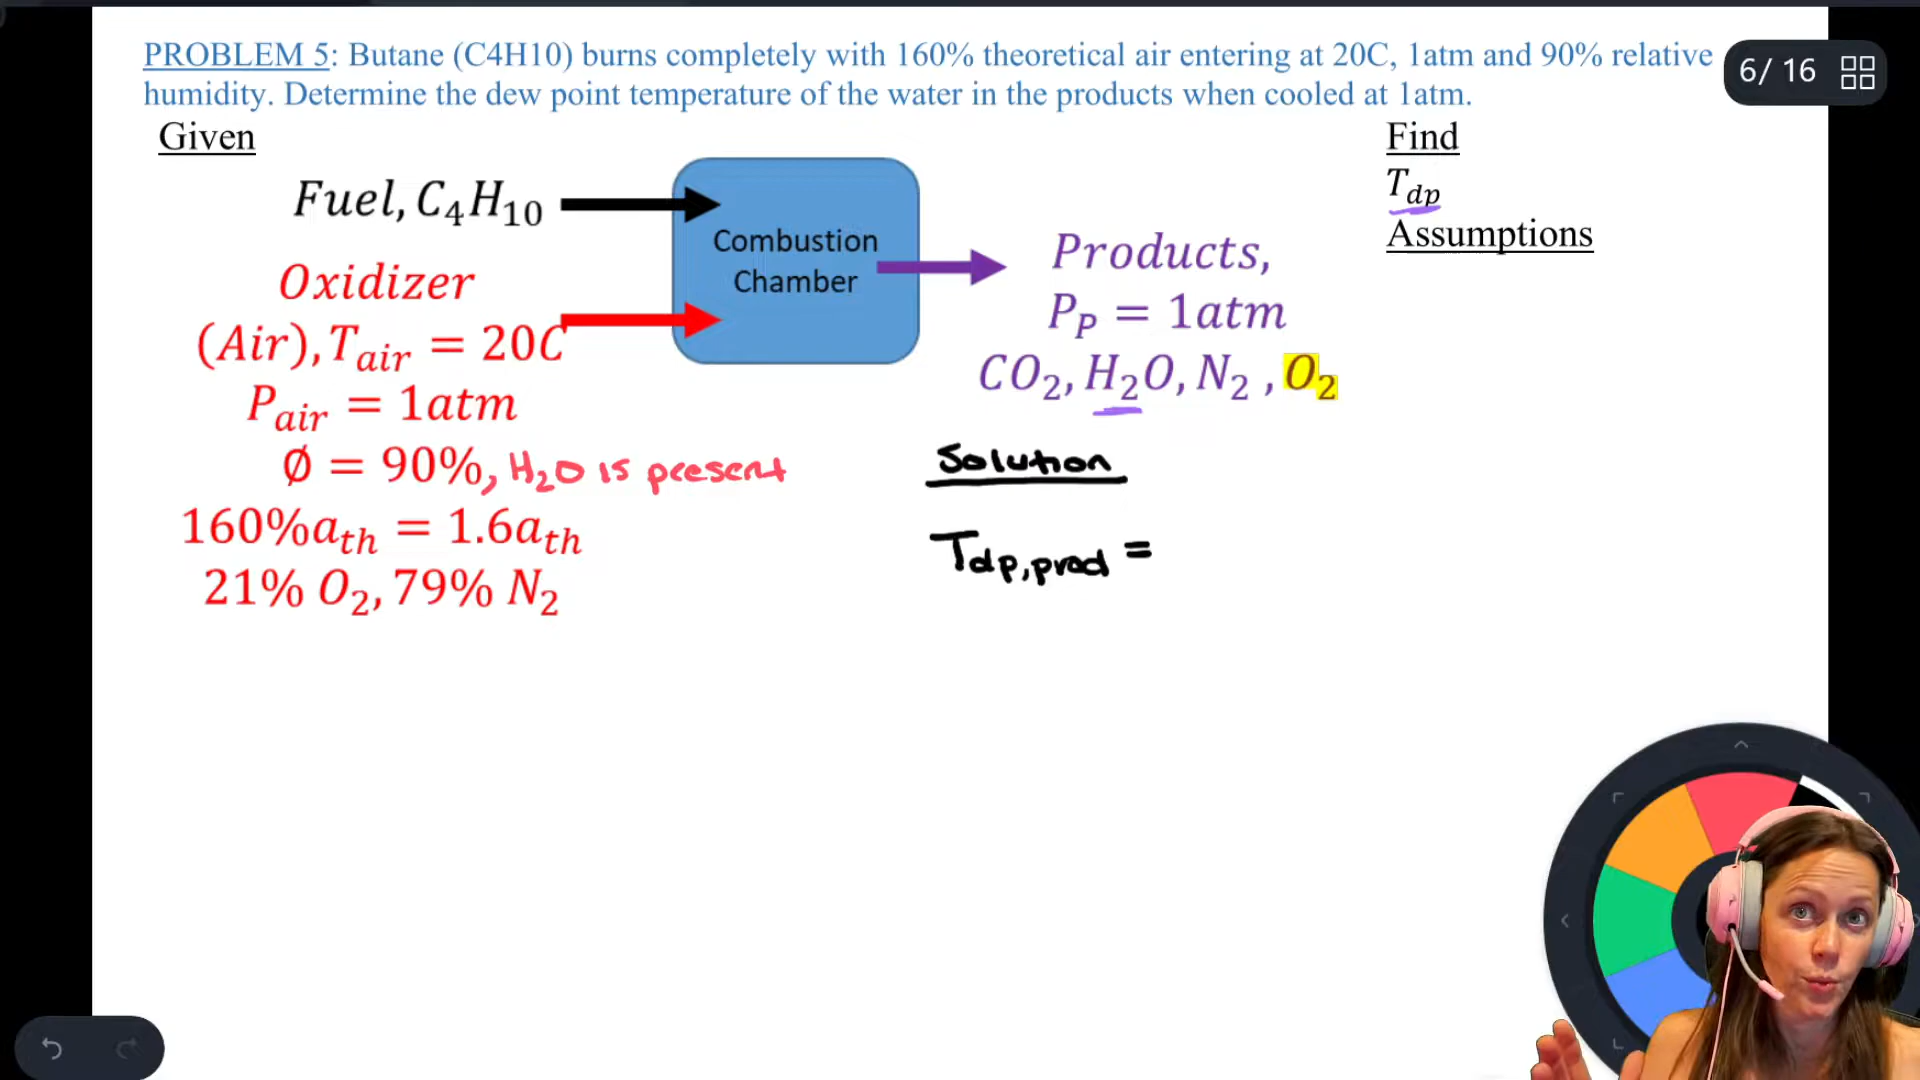 PROBLEM 5: Butane (C4H10) burns completely with 160% theoretical air entering at 20C, 1atm and 90% relative
humidity. Determine the dew point temperature of the water in the products when cooled at 1atm.
6/ 16
Given
Find
Fuel, C₄H₁₀
T_dp
Assumptions
Combustion
Chamber
Products,
Oxidizer
P_P = 1atm
(Air), T_air = 20C
CO₂, H₂O, N₂ , O₂
P_air = 1atm
∅ = 90%, H₂O is present
Solution
160%a_th = 1.6a_th
T_dp,prod =
21% O₂, 79% N₂